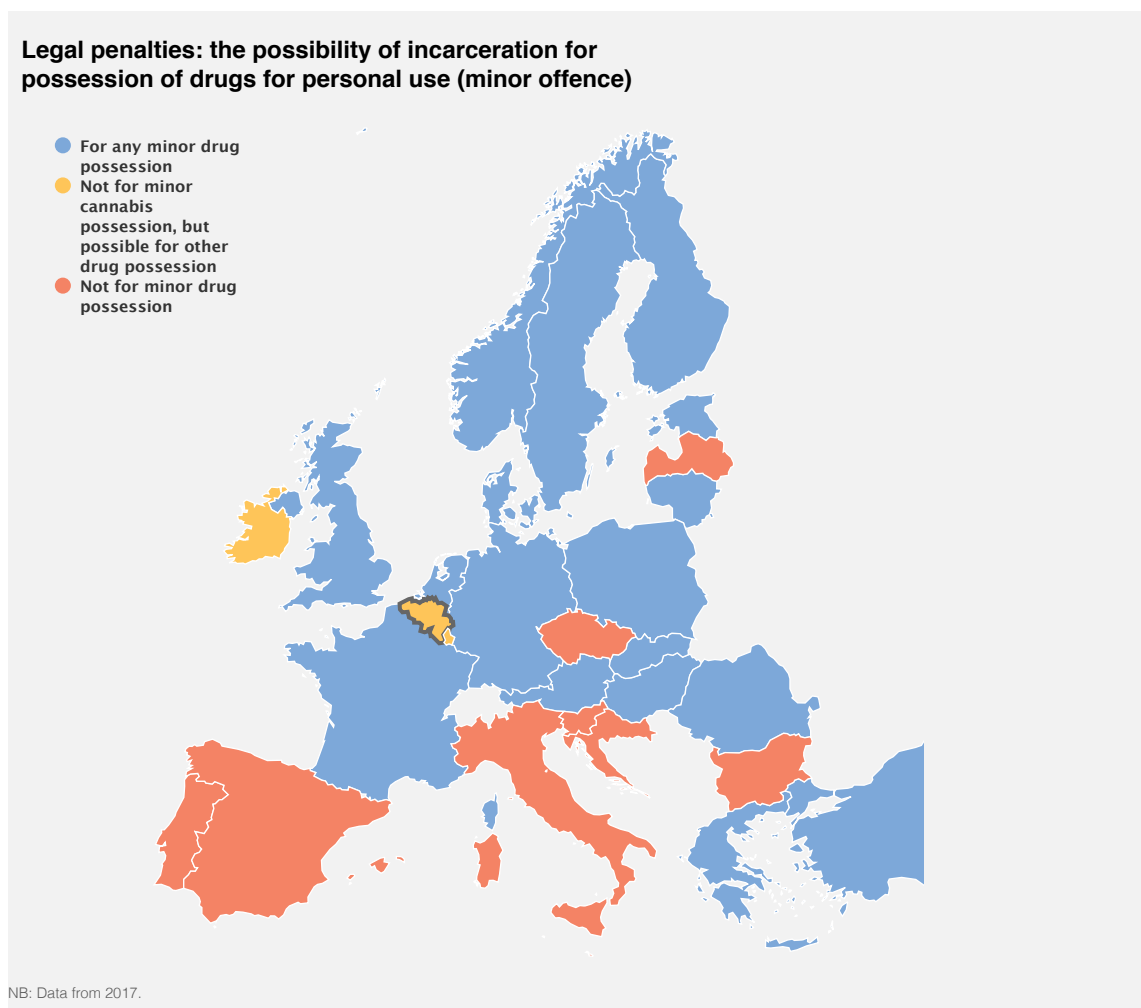 Legal penalties: the possibility of incarceration for
possession of drugs for personal use (minor offence)
For any minor drug
possession
Not for minor
cannabis
possession, but
possible for other
drug possession
Not for minor drug
possession
NB: Data from 2017.